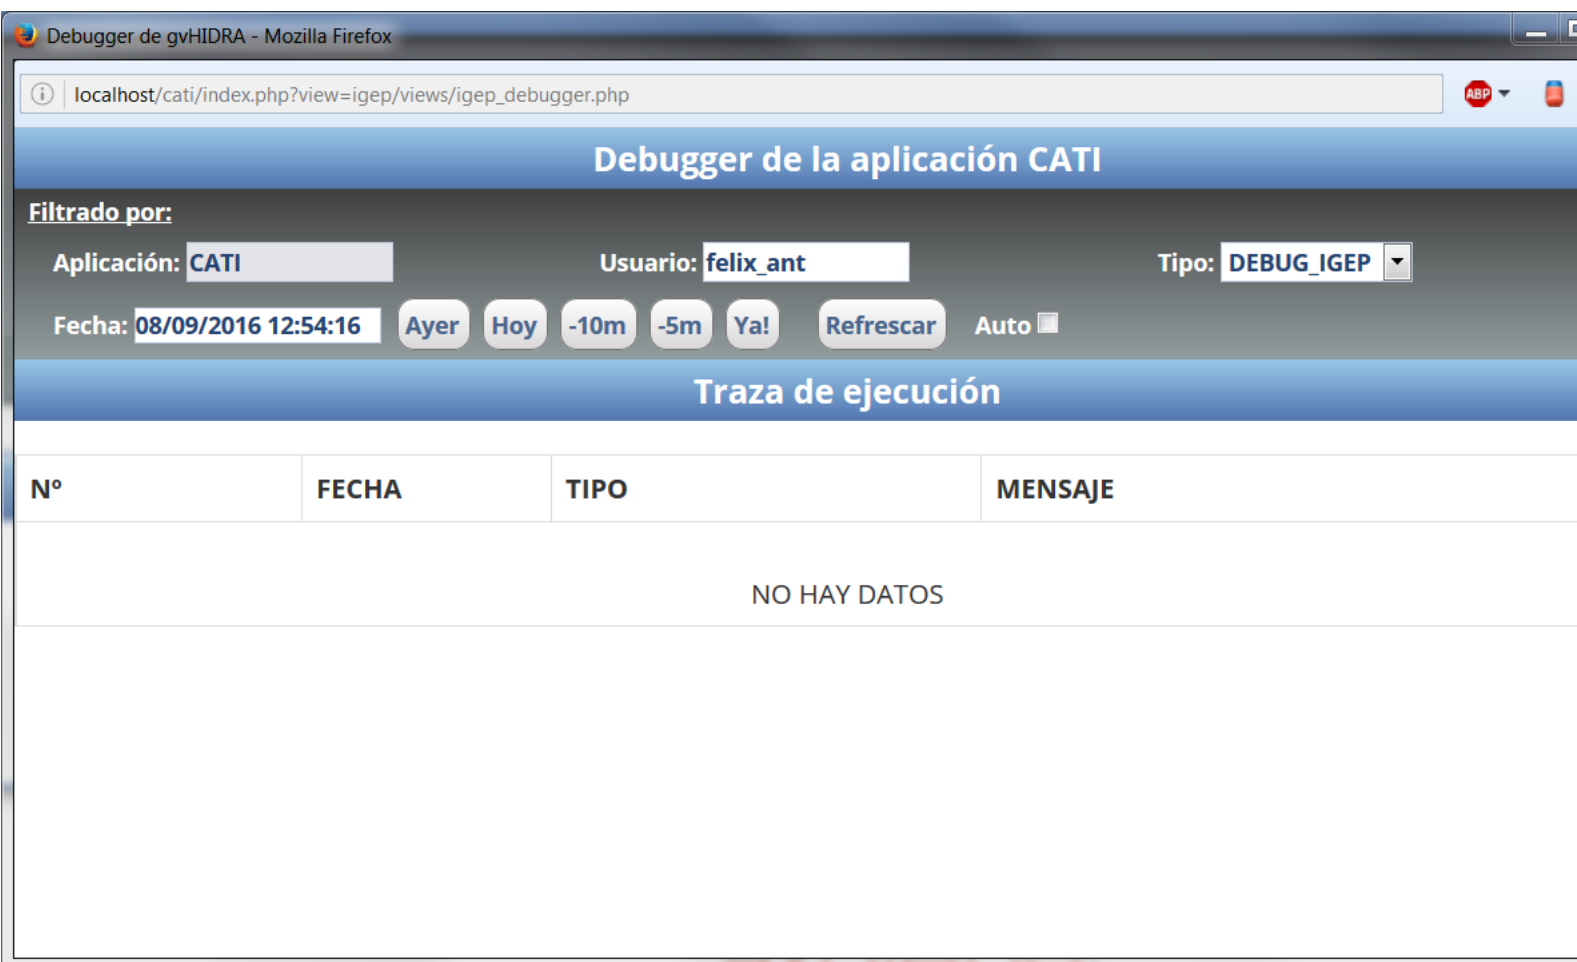 Debugger de gvHIDRA - Mozilla Firefox
localhost/cati/index.php?view=igep/views/igep_debugger.php
ABP
Debugger de la aplicación CATI
Filtrado por:
Aplicación: CATI Usuario: felix_ant Tipo: DEBUG_IGEP
Fecha: 08/09/2016 12:54:16 Ayer Hoy -10m -5m Ya! Refrescar Auto
Traza de ejecución
Nº FECHA TIPO MENSAJE
NO HAY DATOS